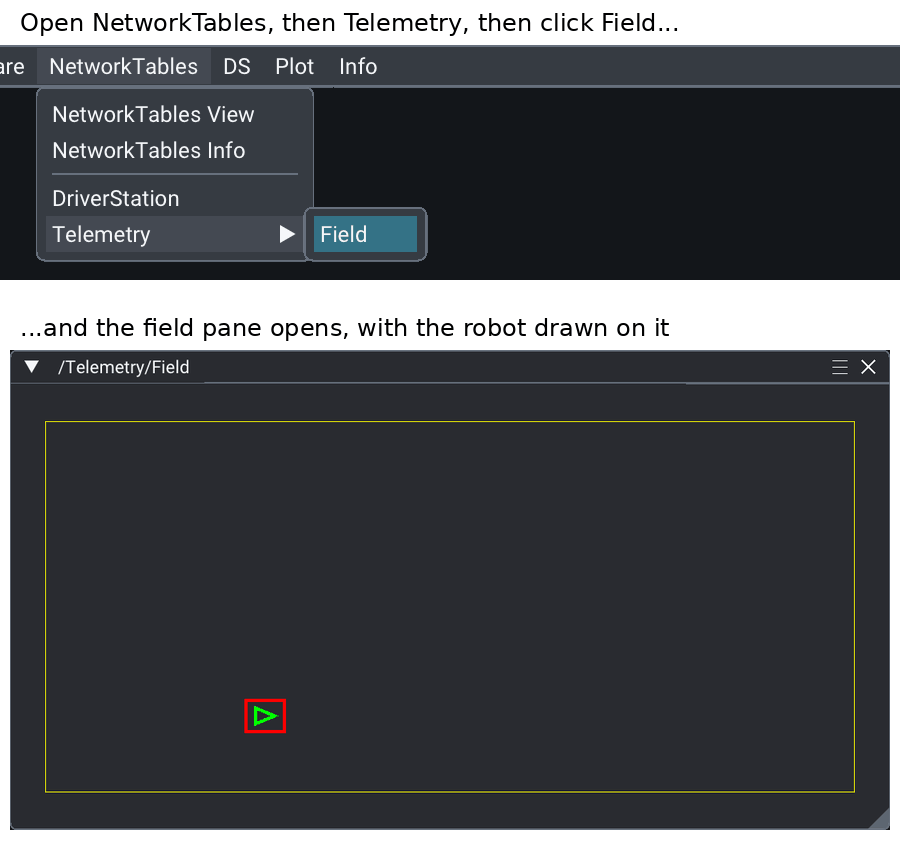 Open NetworkTables, then Telemetry, then click Field...
are NetworkTables DS Plot Info
NetworkTables View
NetworkTables Info
DriverStation
Telemetry
Field
...and the field pane opens, with the robot drawn on it
/Telemetry/Field